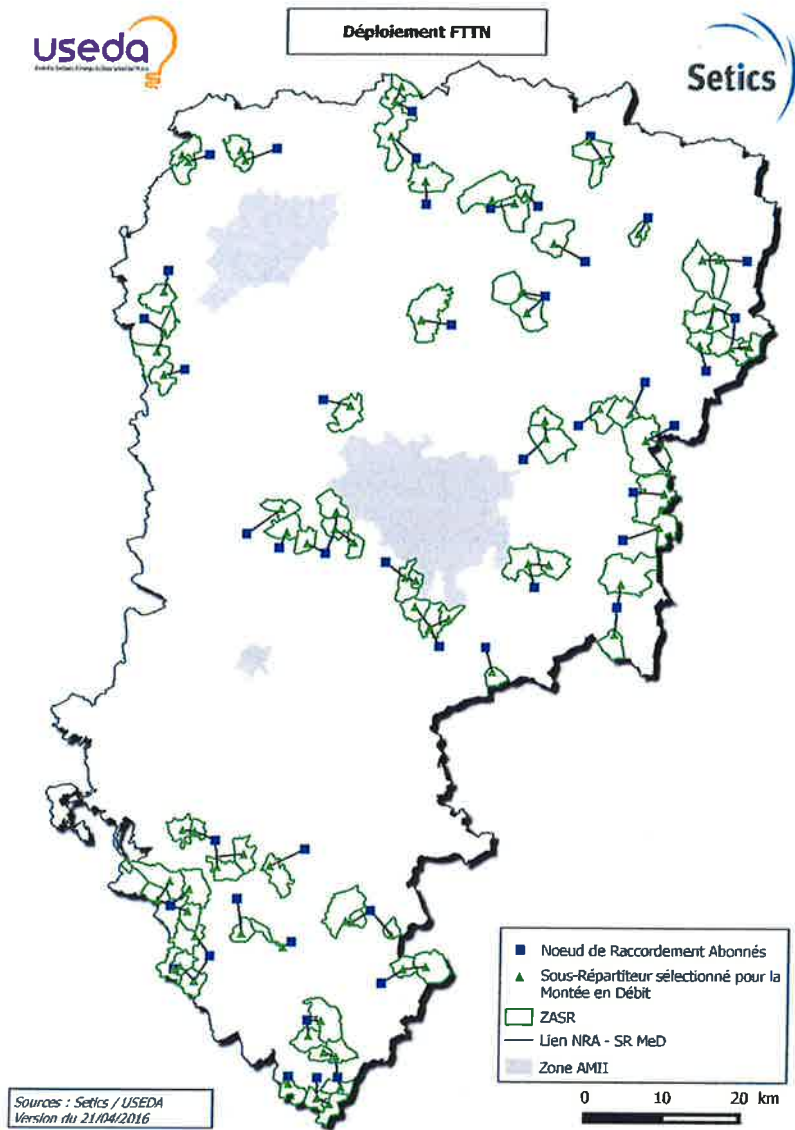 Déploiement FTTN
useda
Setics
Noeud de Raccordement Abonnés
Sous-Répartiteur sélectionné pour la
Montée en Débit
ZASR
Lien NRA - SR MeD
Zone AMII
0 10 20 km
Sources : Setics / USEDA
Version du 21/04/2016